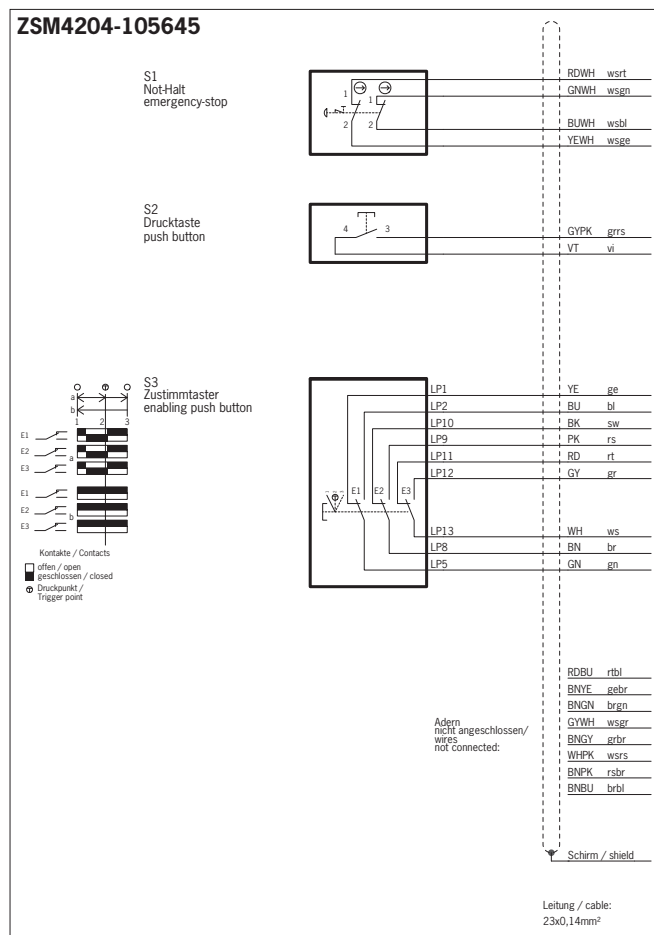 ZSM4204-105645
S1
Not-Halt
emergency-stop
1 1
2 2
RDWH wsrt
GNWH wsgn
BUWH wsbl
YEWH wsge
S2
Drucktaste
push button
4 3
GYPK grrs
VT vi
S3
Zustimmtaster
enabling push button
a
b
1 2 3
E1
E2
a
E3
E1
E2
b
E3
Kontakte / Contacts
offen / open
geschlossen / closed
Druckpunkt /
Trigger point
E1 E2 E3
LP1 YE ge
LP2 BU bl
LP10 BK sw
LP9 PK rs
LP11 RD rt
LP12 GY gr
LP13 WH ws
LP8 BN br
LP5 GN gn
Adern
nicht angeschlossen/
wires
not connected:
RDBU rtbl
BNYE gebr
BNGN brgn
GYWH wsgr
BNGY grbr
WHPK wsrs
BNPK rsbr
BNBU brbl
Schirm / shield
Leitung / cable:
23x0,14mm²